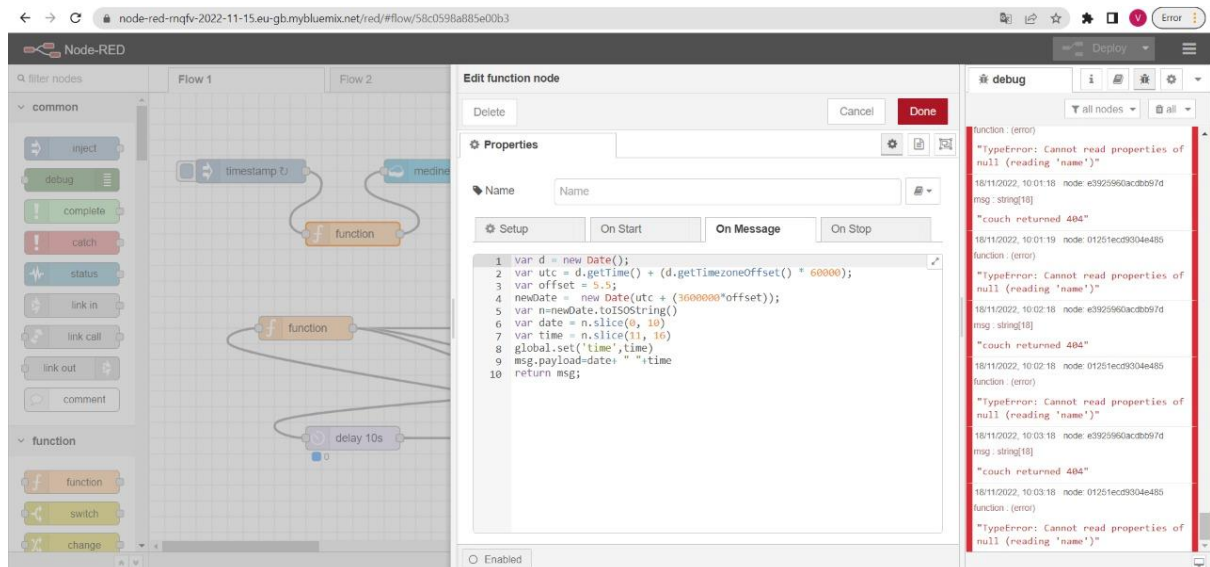 node-red-rnqfv-2022-11-15.eu-gb.mybluemix.net/red/#flow/58c0598a885e00b3
V
Error
Node-RED
Deploy
filter nodes
common
inject
debug
complete
catch
status
link in
link call
link out
comment
function
function
switch
change
Flow 1
Flow 2
timestamp ↻
medine
function
function
delay 10s
0
Edit function node
Delete
Cancel
Done
Properties
Name
Name
Setup
On Start
On Message
On Stop
1 var d = new Date();
2 var utc = d.getTime() + (d.getTimezoneOffset() * 60000);
3 var offset = 5.5;
4 newDate =  new Date(utc + (3600000*offset));
5 var n=newDate.toISOString()
6 var date = n.slice(0, 10)
7 var time = n.slice(11, 16)
8 global.set('time',time)
9 msg.payload=date+ " "+time
10 return msg;
Enabled
debug
i
all nodes
all
function : (error)
"TypeError: Cannot read properties of
null (reading 'name')"
18/11/2022, 10:01:18 node: e3925960acdbb97d
msg : string[18]
"couch returned 404"
18/11/2022, 10:01:19 node: 01251ecd9304e485
function : (error)
"TypeError: Cannot read properties of
null (reading 'name')"
18/11/2022, 10:02:18 node: e3925960acdbb97d
msg : string[18]
"couch returned 404"
18/11/2022, 10:02:18 node: 01251ecd9304e485
function : (error)
"TypeError: Cannot read properties of
null (reading 'name')"
18/11/2022, 10:03:18 node: e3925960acdbb97d
msg : string[18]
"couch returned 404"
18/11/2022, 10:03:18 node: 01251ecd9304e485
function : (error)
"TypeError: Cannot read properties of
null (reading 'name')"